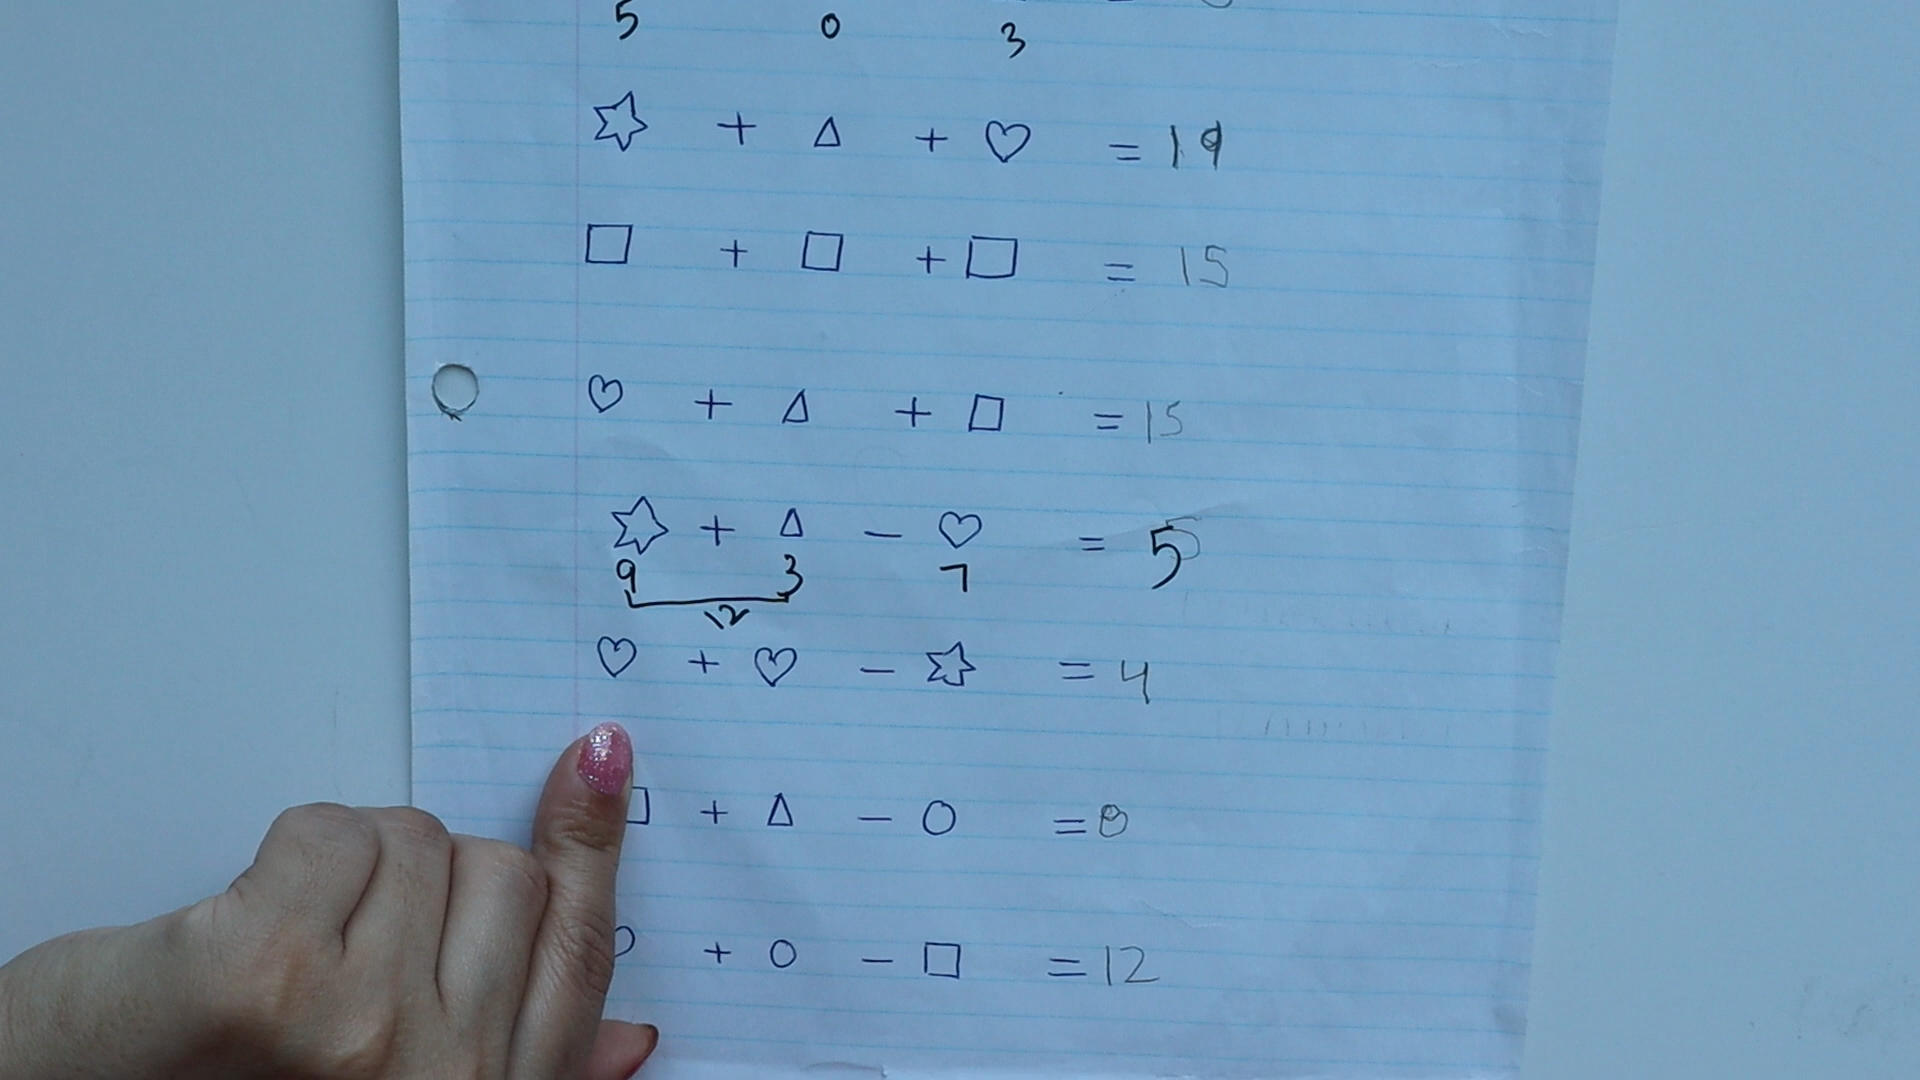 5 0 3
☆ + △ + ♡ = 19
□ + □ + □ = 15
♡ + △ + □ = 15
☆ + △ - ♡ = 5
9 3 7
12
♡ + ♡ - ☆ = 4
□ + △ - ○ = 8
+ ○ - □ = 12